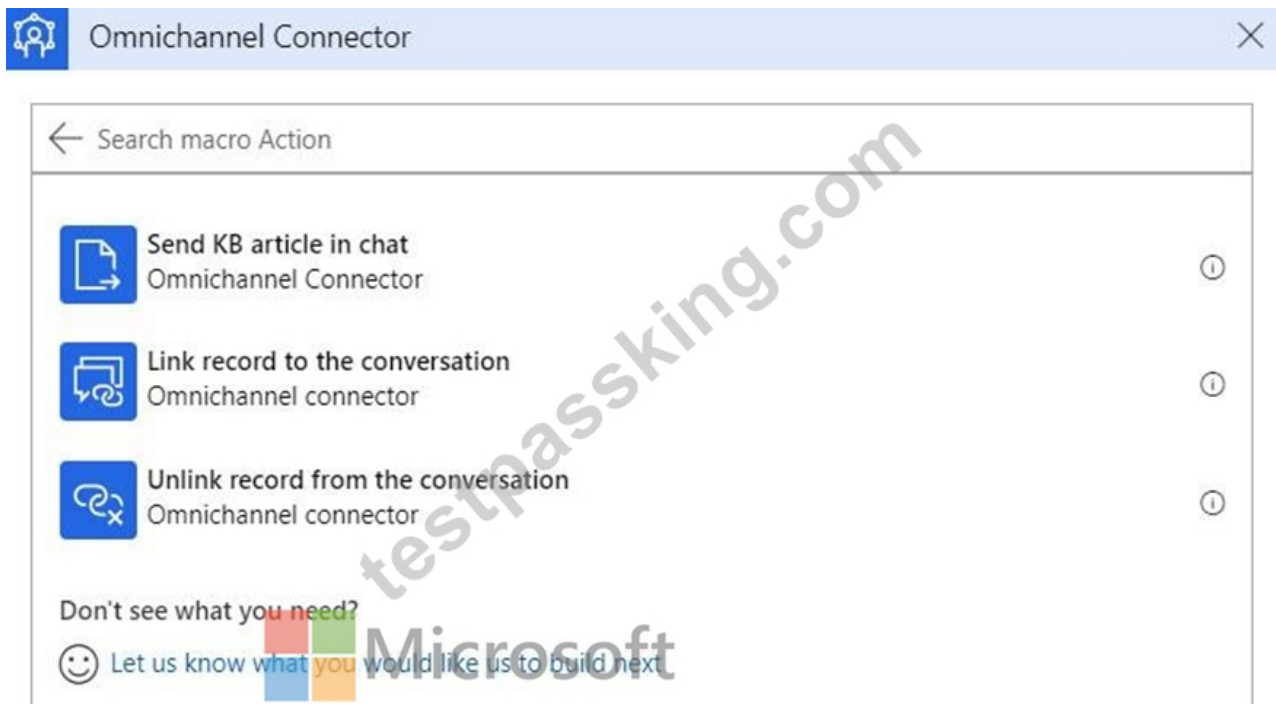 Omnichannel Connector
Search macro Action
Send KB article in chat
Omnichannel Connector
Link record to the conversation
Omnichannel connector
Unlink record from the conversation
Omnichannel connector
Don't see what you need?
Let us know what you would like us to build next
testpassking.com
Microsoft